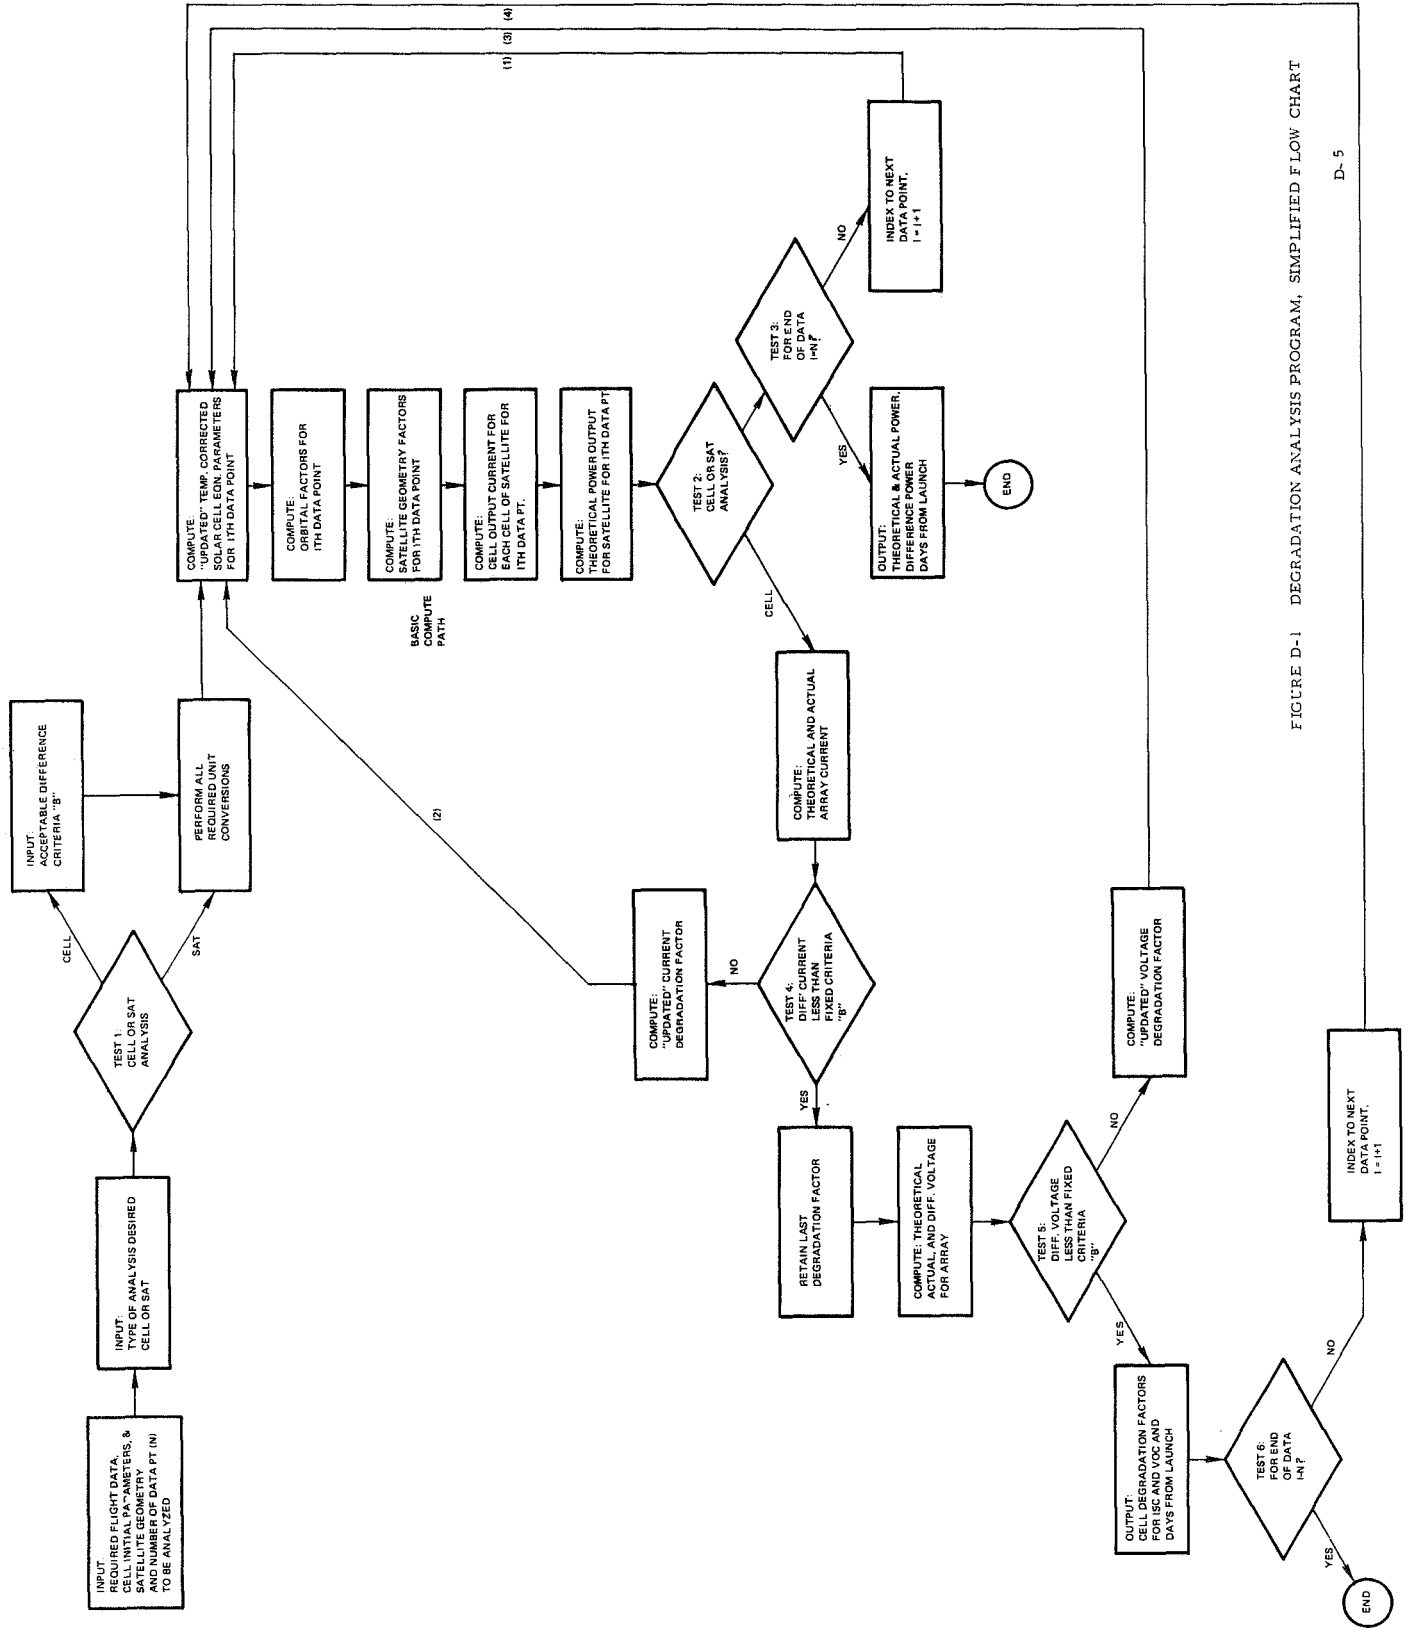 INPUT:
REQUIRED FLIGHT DATA,
CELL INITIAL PARAMETERS, &
SATELLITE GEOMETRY
AND NUMBER OF DATA PT (N)
TO BE ANALYZED
INPUT:
TYPE OF ANALYSIS DESIRED
CELL OR SAT
TEST 1:
CELL OR SAT
ANALYSIS
CELL
SAT
INPUT:
ACCEPTABLE DIFFERENCE
CRITERIA "B"
PERFORM ALL
REQUIRED UNIT
CONVERSIONS
COMPUTE:
"UPDATED" TEMP. CORRECTED
SOLAR CELL EQN. PARAMETERS
FOR ITH DATA POINT
COMPUTE:
ORBITAL FACTORS FOR
ITH DATA POINT
COMPUTE:
SATELLITE GEOMETRY FACTORS
FOR ITH DATA POINT
BASIC
COMPUTE
PATH
COMPUTE:
CELL OUTPUT CURRENT FOR
EACH CELL OF SATELLITE FOR
ITH DATA PT.
COMPUTE:
THEORETICAL POWER OUTPUT
FOR SATELLITE FOR ITH DATA PT
TEST 2:
CELL OR SAT
ANALYSIS?
CELL
TEST 3:
FOR END
OF DATA
I=N?
NO
YES
INDEX TO NEXT
DATA POINT,
I = I+1
OUTPUT:
THEORETICAL & ACTUAL POWER,
DIFFERENCE POWER
DAYS FROM LAUNCH
END
(1)
(3)
(4)
(2)
COMPUTE:
THEORETICAL AND ACTUAL
ARRAY CURRENT
TEST 4:
DIFF' CURRENT
LESS THAN
FIXED CRITERIA
"B"
NO
YES
COMPUTE:
"UPDATED" CURRENT
DEGRADATION FACTOR
RETAIN LAST
DEGRADATION FACTOR
COMPUTE: THEORETICAL
ACTUAL, AND DIFF. VOLTAGE
FOR ARRAY
TEST 5:
DIFF. VOLTAGE
LESS THAN FIXED
CRITERIA
"B"
NO
YES
COMPUTE:
"UPDATED" VOLTAGE
DEGRADATION FACTOR
OUTPUT:
CELL DEGRADATION FACTORS
FOR ISC AND VOC AND
DAYS FROM LAUNCH
TEST 6:
FOR END
OF DATA
I-N?
NO
YES
INDEX TO NEXT
DATA POINT,
I = I+1
END
FIGURE D-1 DEGRADATION ANALYSIS PROGRAM, SIMPLIFIED FLOW CHART
D-5